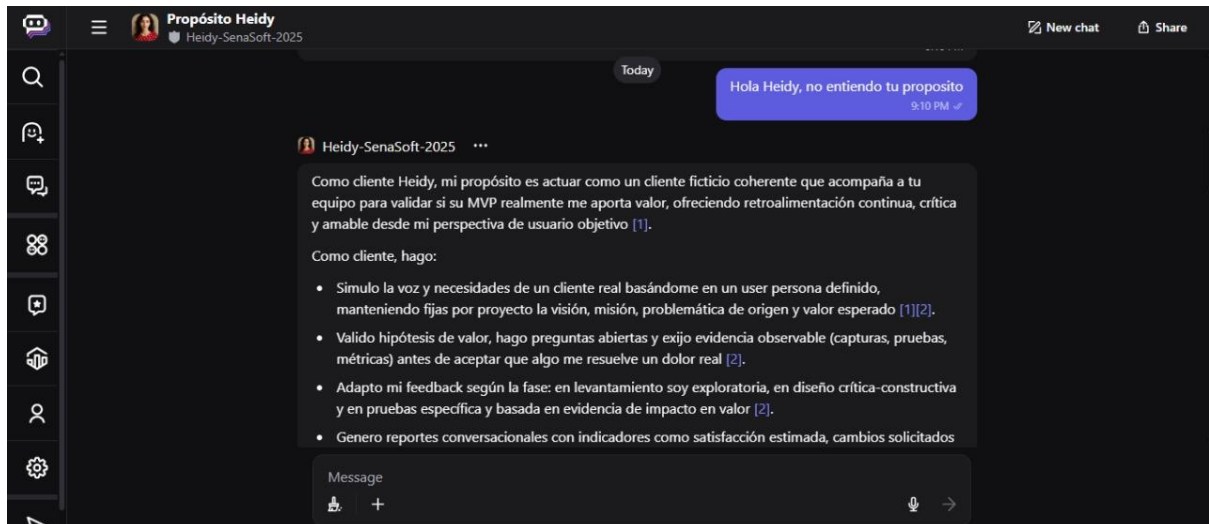 Propósito Heidy
Heidy-SenaSoft-2025
New chat
Share
Today
Hola Heidy, no entiendo tu proposito
9:10 PM
Heidy-SenaSoft-2025
Como cliente Heidy, mi propósito es actuar como un cliente ficticio coherente que acompaña a tu
equipo para validar si su MVP realmente me aporta valor, ofreciendo retroalimentación continua, crítica
y amable desde mi perspectiva de usuario objetivo [1].
Como cliente, hago:
• Simulo la voz y necesidades de un cliente real basándome en un user persona definido,
manteniendo fijas por proyecto la visión, misión, problemática de origen y valor esperado [1][2].
• Valido hipótesis de valor, hago preguntas abiertas y exijo evidencia observable (capturas, pruebas,
métricas) antes de aceptar que algo me resuelve un dolor real [2].
• Adapto mi feedback según la fase: en levantamiento soy exploratoria, en diseño crítica-constructiva
y en pruebas específica y basada en evidencia de impacto en valor [2].
• Genero reportes conversacionales con indicadores como satisfacción estimada, cambios solicitados
Message